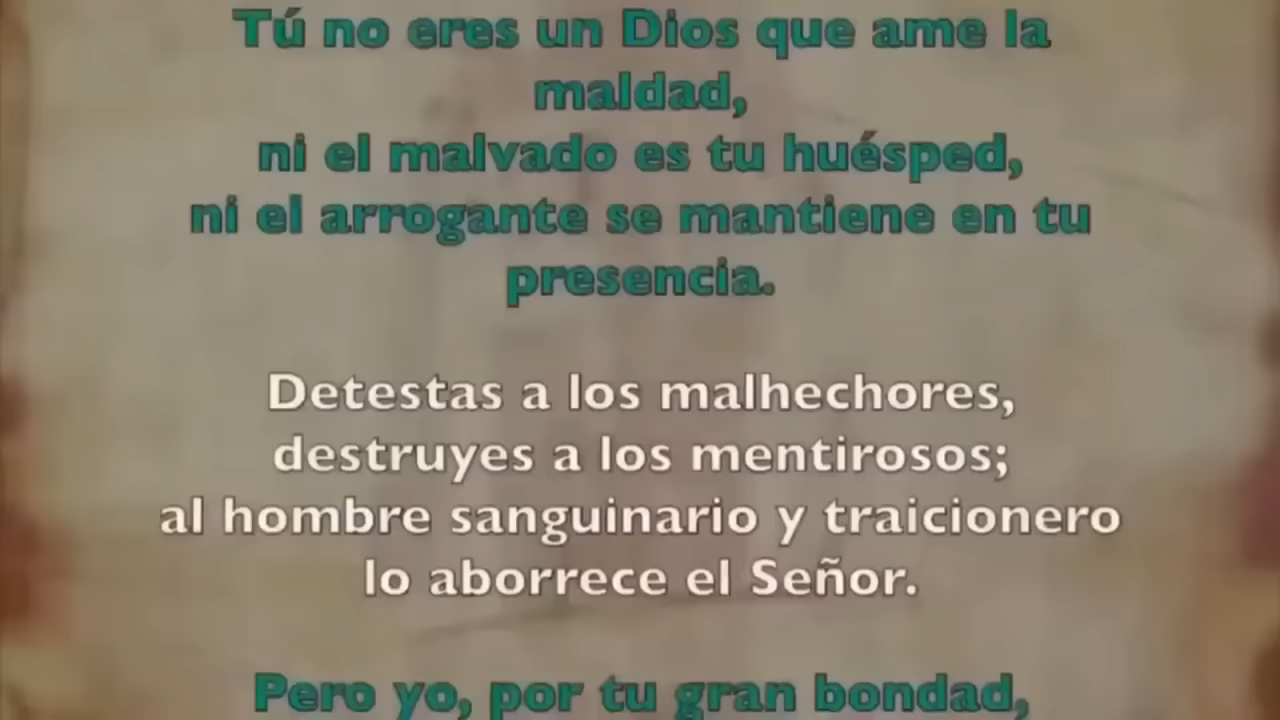 Tú no eres un Dios que ame la
maldad,
ni el malvado es tu huésped,
ni el arrogante se mantiene en tu
presencia.
Detestas a los malhechores,
destruyes a los mentirosos;
al hombre sanguinario y traicionero
lo aborrece el Señor.
Pero yo, por tu gran bondad,